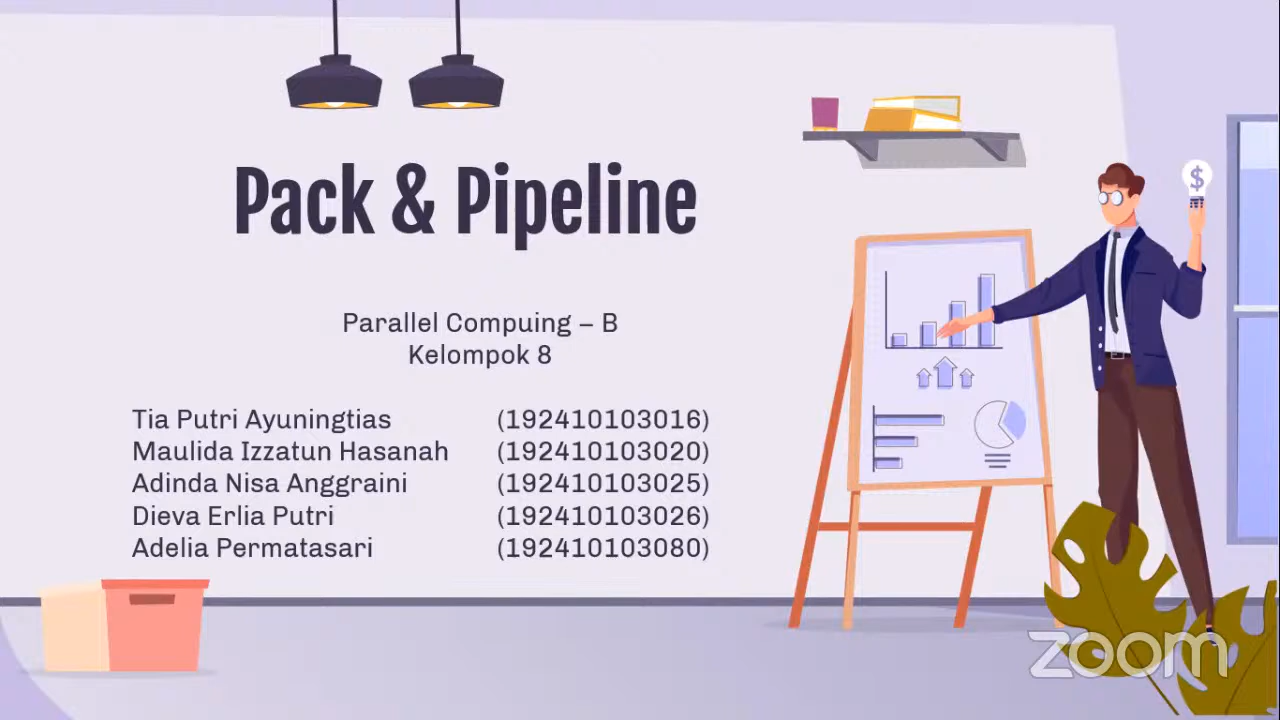 Pack & Pipeline
Parallel Compuing – B
Kelompok 8
Tia Putri Ayuningtias (192410103016)
Maulida Izzatun Hasanah (192410103020)
Adinda Nisa Anggraini (192410103025)
Dieva Erlia Putri (192410103026)
Adelia Permatasari (192410103080)
$
zoom